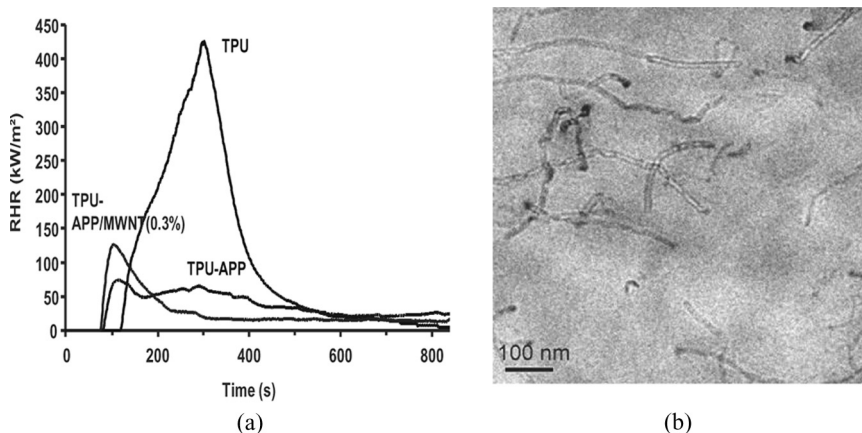 450
400
350
300
250
200
150
100
50
0
RHR (kW/m²)
TPU
TPU-
APP/MWNT(0.3%)
TPU-APP
0 200 400 600 800
Time (s)
(a)
100 nm
(b)